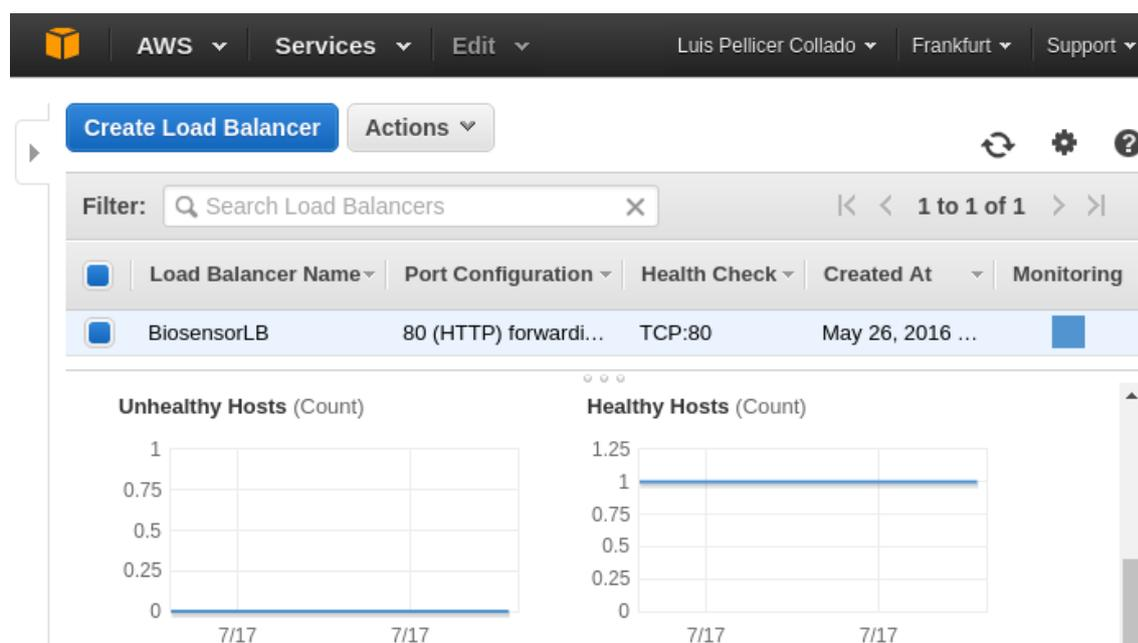 AWS Services Edit Luis Pellicer Collado Frankfurt Support
Create Load Balancer Actions
Filter: Search Load Balancers 1 to 1 of 1
Load Balancer Name Port Configuration Health Check Created At Monitoring
BiosensorLB 80 (HTTP) forwardi... TCP:80 May 26, 2016 ...
Unhealthy Hosts (Count)
1
0.75
0.5
0.25
0
7/17 7/17
Healthy Hosts (Count)
1.25
1
0.75
0.5
0.25
0
7/17 7/17